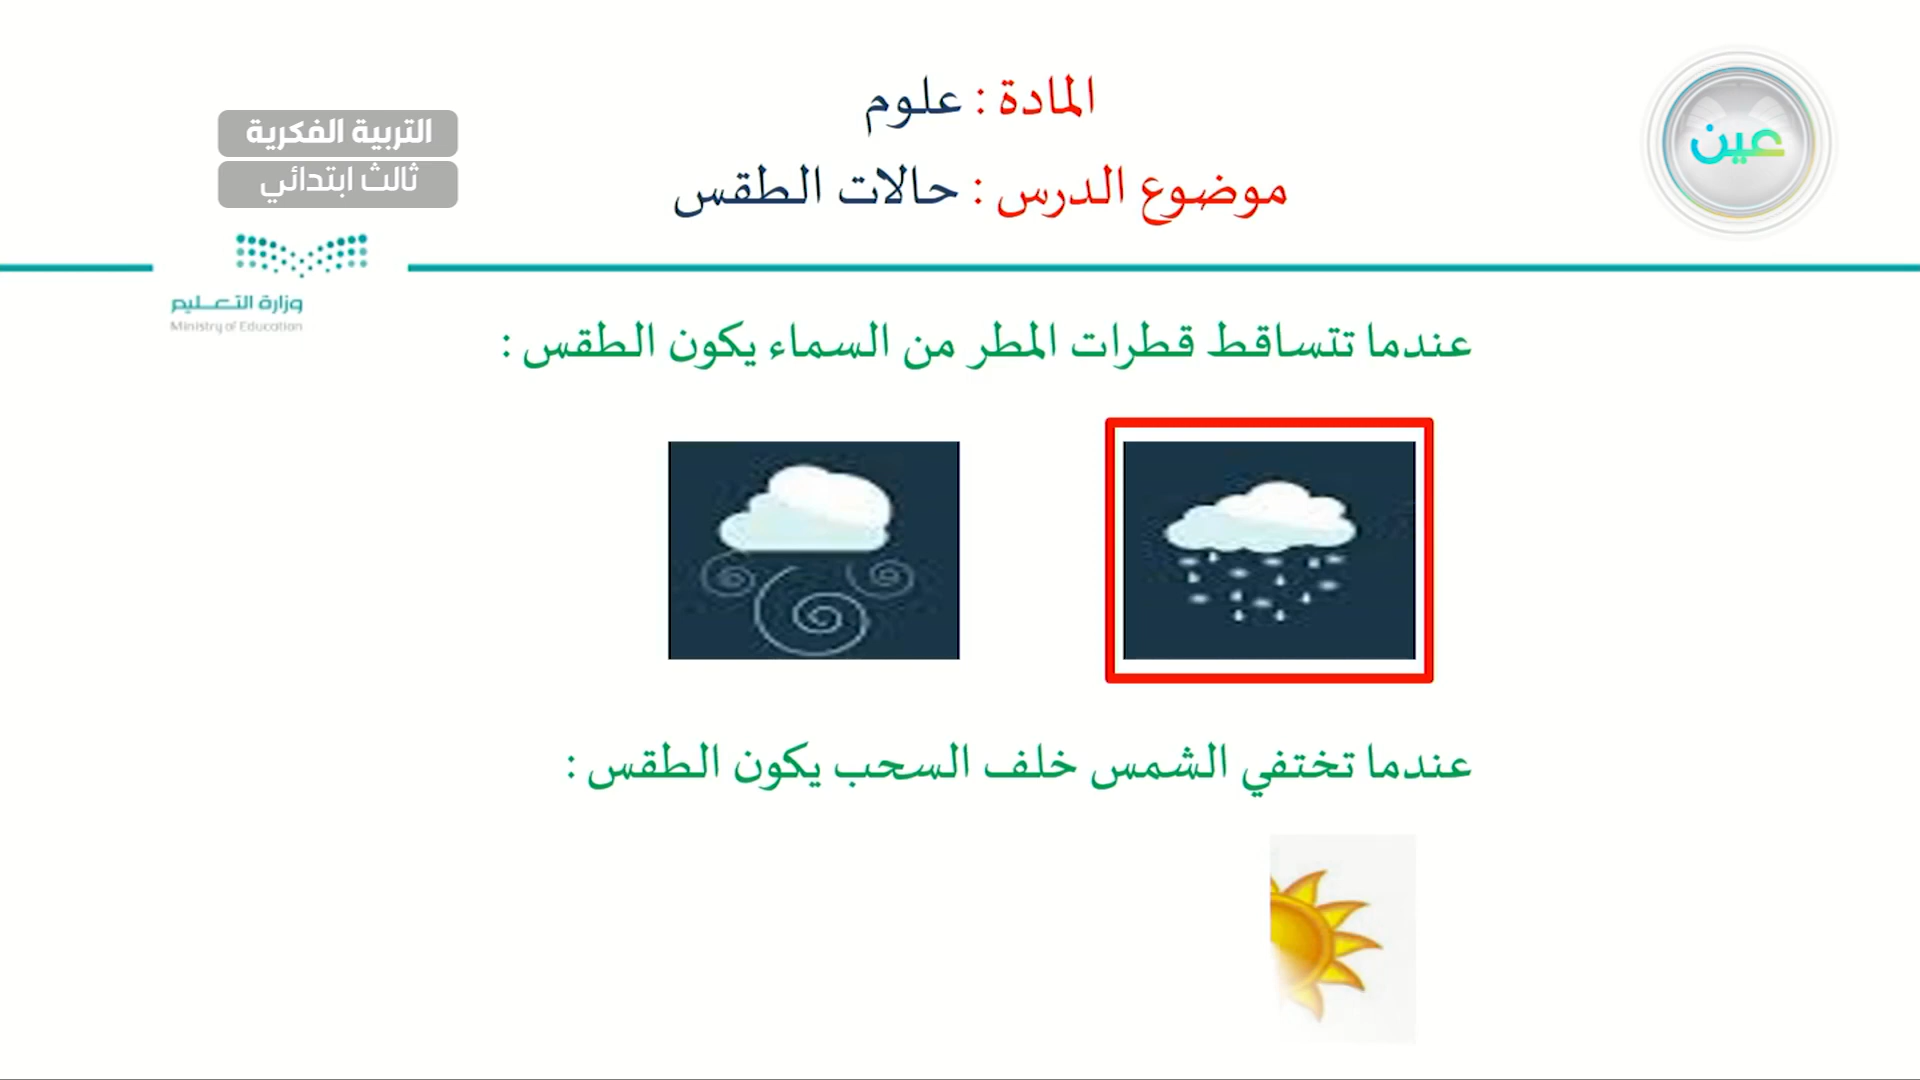 المادة : علوم
موضوع الدرس : حالات الطقس
عين
التربية الفكرية
ثالث ابتدائي
وزارة التعليم
Ministry of Education
عندما تتساقط قطرات المطر من السماء يكون الطقس :
عندما تختفي الشمس خلف السحب يكون الطقس :